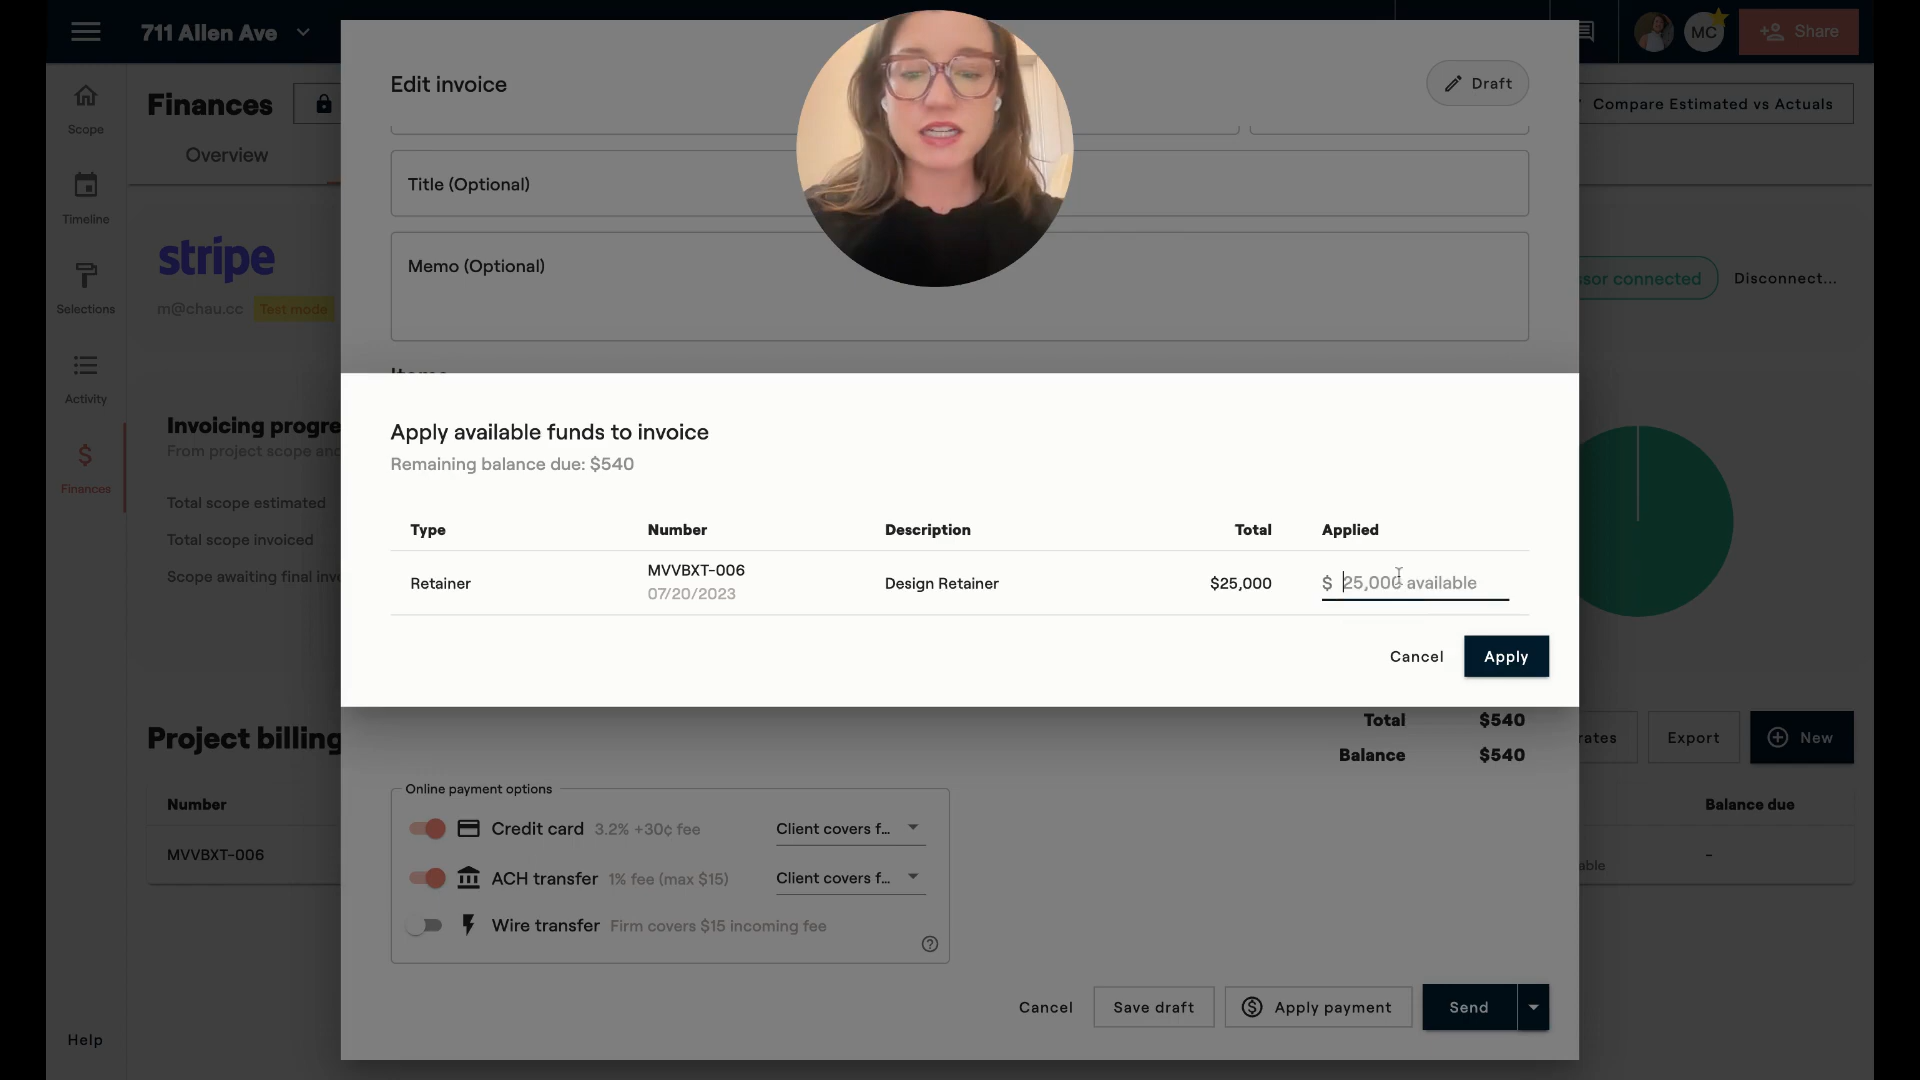 711 Allen Ave
MC
Share
Edit invoice
Draft
Scope
Finances
Compare Estimated vs Actuals
Overview
Title (Optional)
Timeline
stripe
Memo (Optional)
sor connected
Disconnect...
m@chau.cc
Test mode
Selections
Activity
Invoicing progre
From project scope and
Apply available funds to invoice
Remaining balance due: $540
Finances
Total scope estimated
Total scope invoiced
Scope awaiting final inv
Type
Number
Description
Total
Applied
Retainer
MVVBXT-006
07/20/2023
Design Retainer
$25,000
$ 25,000 available
Cancel
Apply
Total
$540
Balance
$540
Project billing
rates
Export
New
Online payment options
Number
Balance due
Credit card
3.2% +30¢ fee
Client covers f...
MVVBXT-006
-
able
ACH transfer
1% fee (max $15)
Client covers f...
Wire transfer
Firm covers $15 incoming fee
Help
Cancel
Save draft
Apply payment
Send